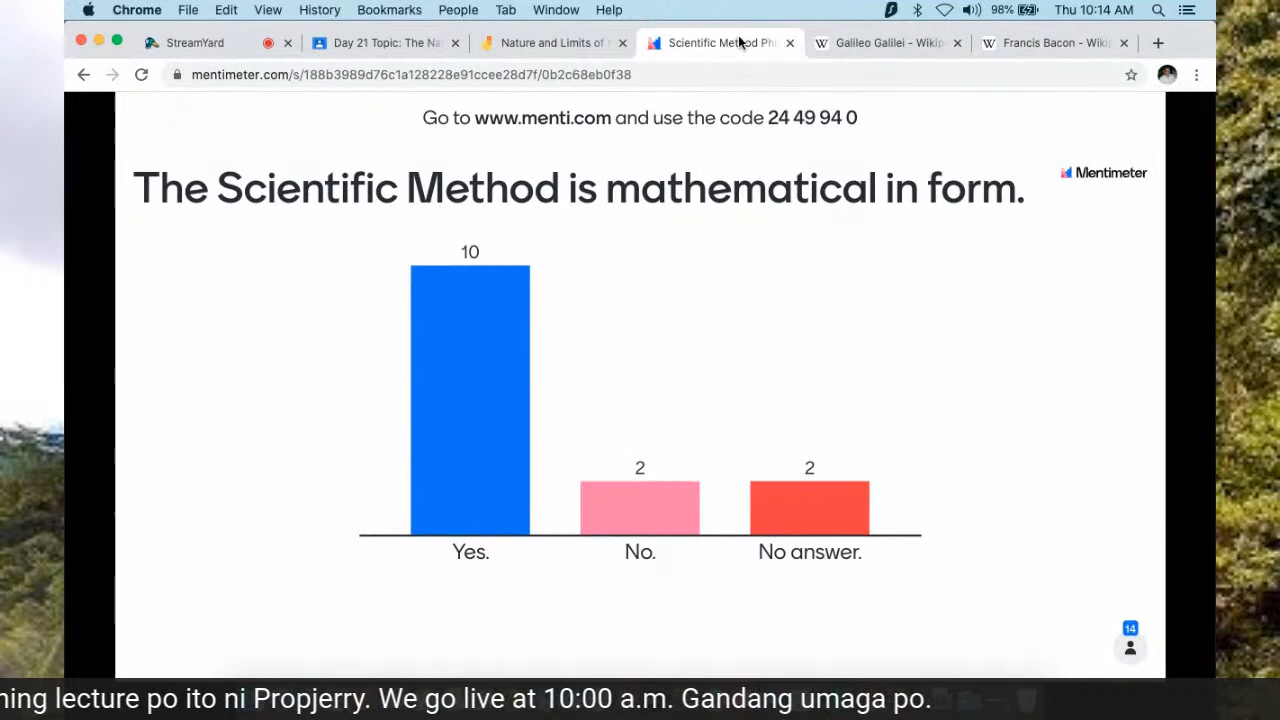 Chrome File Edit View History Bookmarks People Tab Window Help 98% Thu 10:14 AM
StreamYard Day 21 Topic: The Na Nature and Limits of Scientific Method Phi Galileo Galilei - Wikip Francis Bacon - Wiki
mentimeter.com/s/188b3989d76c1a128228e91ccee28d7f/0b2c68eb0f38
Go to www.menti.com and use the code 24 49 94 0
The Scientific Method is mathematical in form.
Mentimeter
10
2
2
Yes.
No.
No answer.
14
ning lecture po ito ni Propjerry. We go live at 10:00 a.m. Gandang umaga po.